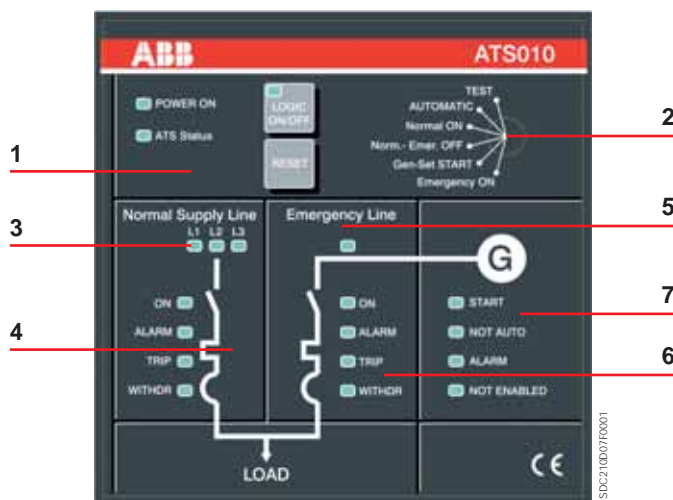 ABB
ATS010
POWER ON
ATS Status
LOGIC
ON/OFF
RESET
TEST
AUTOMATIC
Normal ON
Norm.- Emer. OFF
Gen-Set START
Emergency ON
1
2
Normal Supply Line
L1 L2 L3
Emergency Line
3
5
G
ON
ALARM
TRIP
WITHDR
4
ON
ALARM
TRIP
WITHDR
6
START
NOT AUTO
ALARM
NOT ENABLED
7
LOAD
CE
SDC210D07F0001